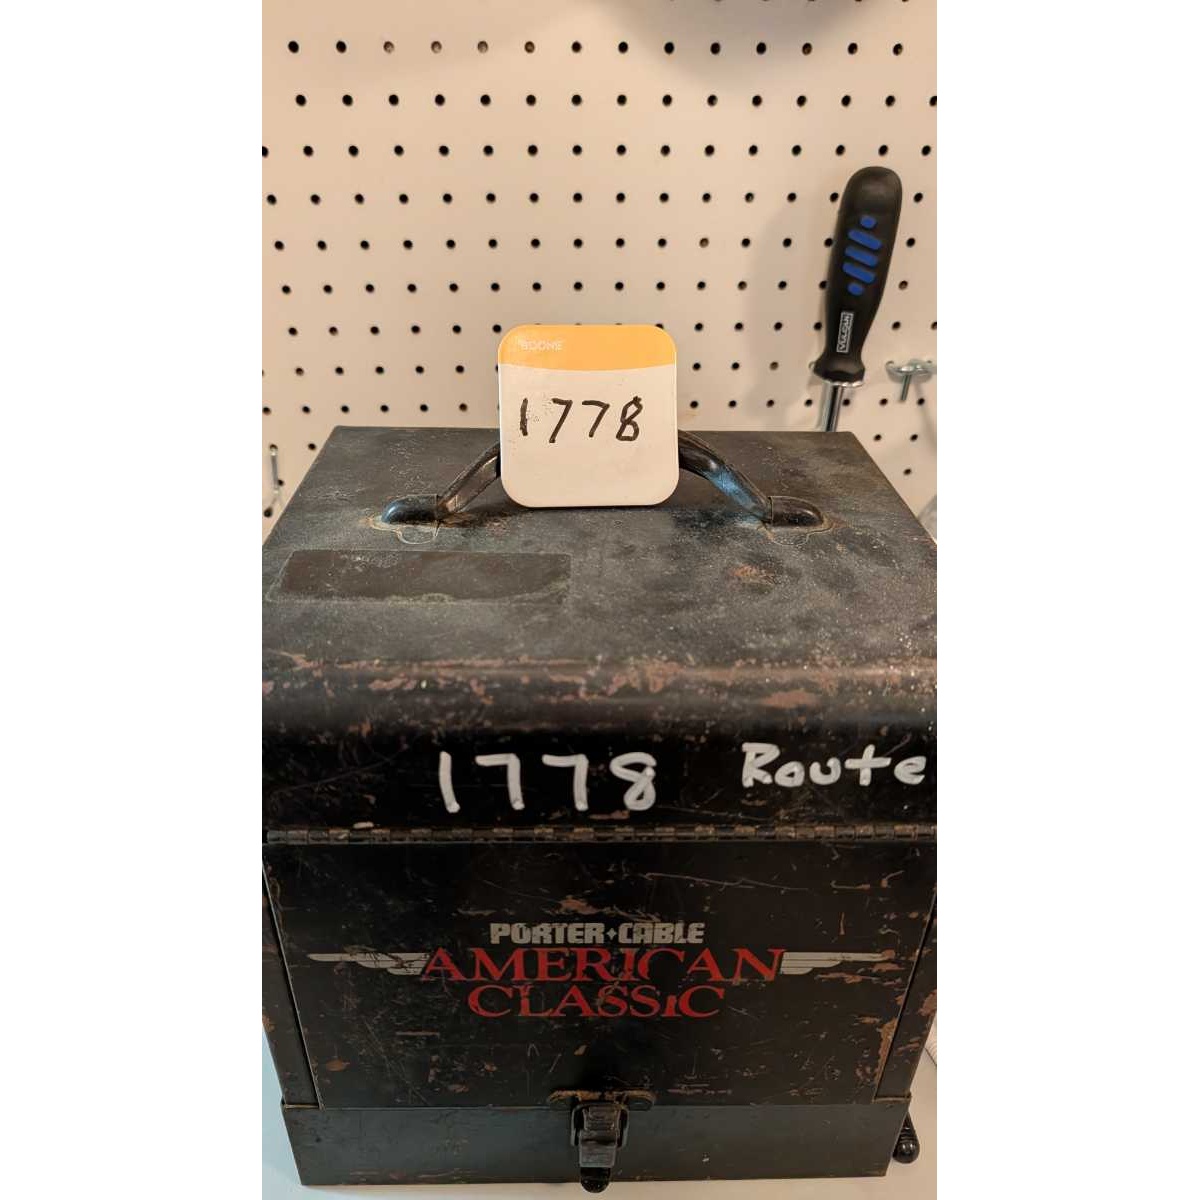 BOONE
1778
VULCAN
1778 Route
PORTER+CABLE
AMERICAN
CLASSIC